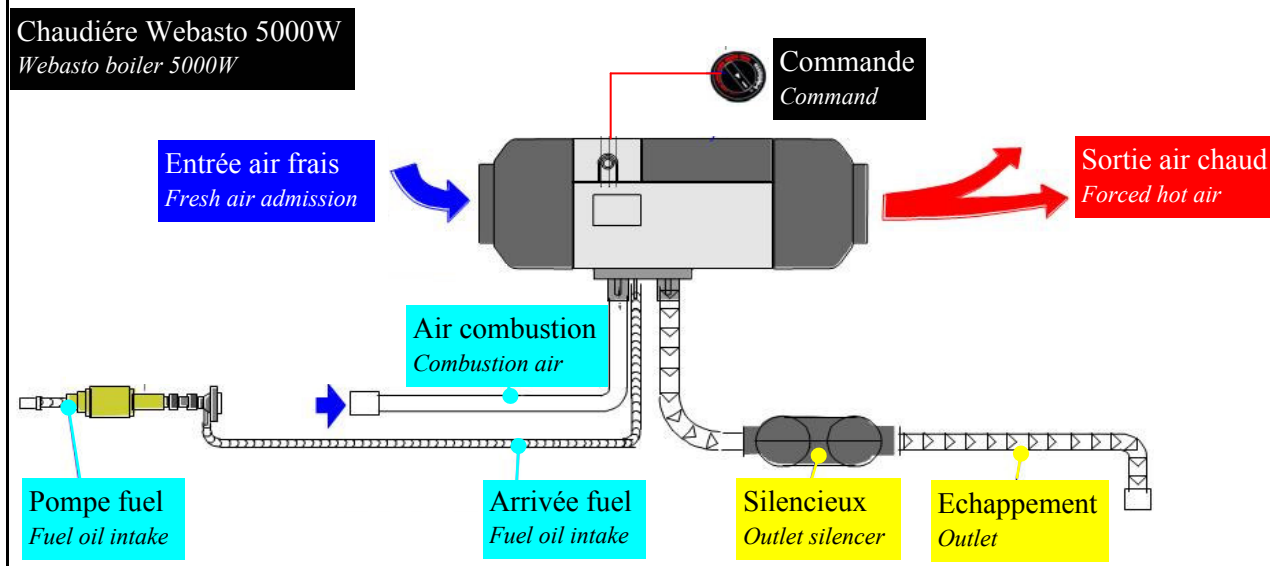 Chaudiére Webasto 5000W
Webasto boiler 5000W
Commande
Command
Entrée air frais
Fresh air admission
Sortie air chaud
Forced hot air
Air combustion
Combustion air
Pompe fuel
Fuel oil intake
Arrivée fuel
Fuel oil intake
Silencieux
Outlet silencer
Echappement
Outlet